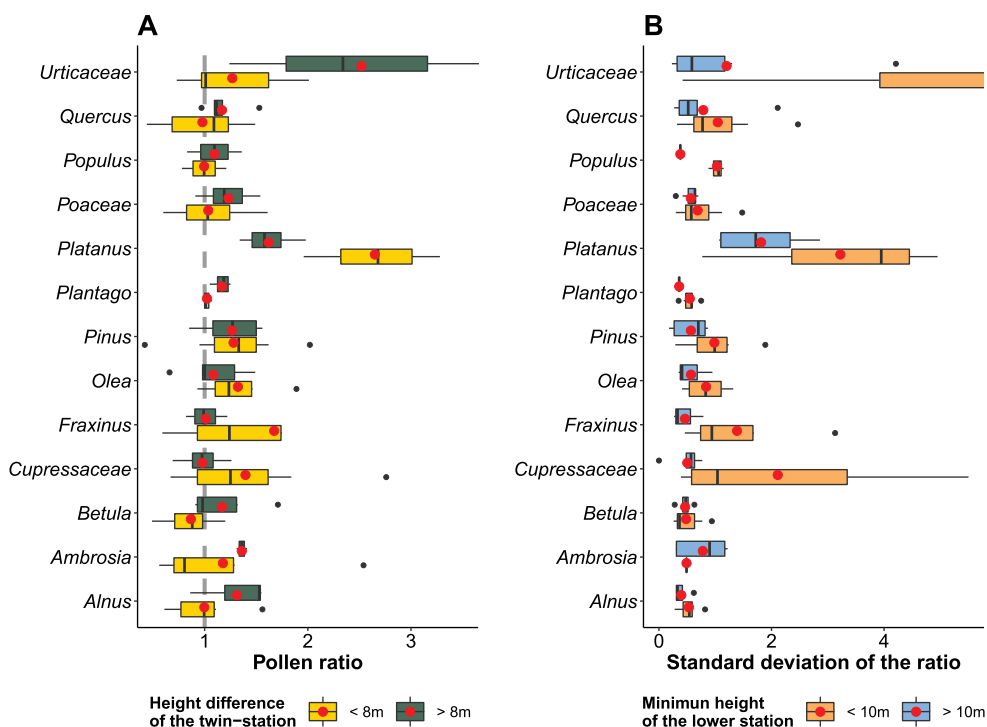 A
Urticaceae
Quercus
Populus
Poaceae
Platanus
Plantago
Pinus
Olea
Fraxinus
Cupressaceae
Betula
Ambrosia
Alnus
1 2 3
Pollen ratio
Height difference
of the twin−station
< 8m > 8m
B
Urticaceae
Quercus
Populus
Poaceae
Platanus
Plantago
Pinus
Olea
Fraxinus
Cupressaceae
Betula
Ambrosia
Alnus
0 2 4
Standard deviation of the ratio
Minimun height
of the lower station
< 10m > 10m